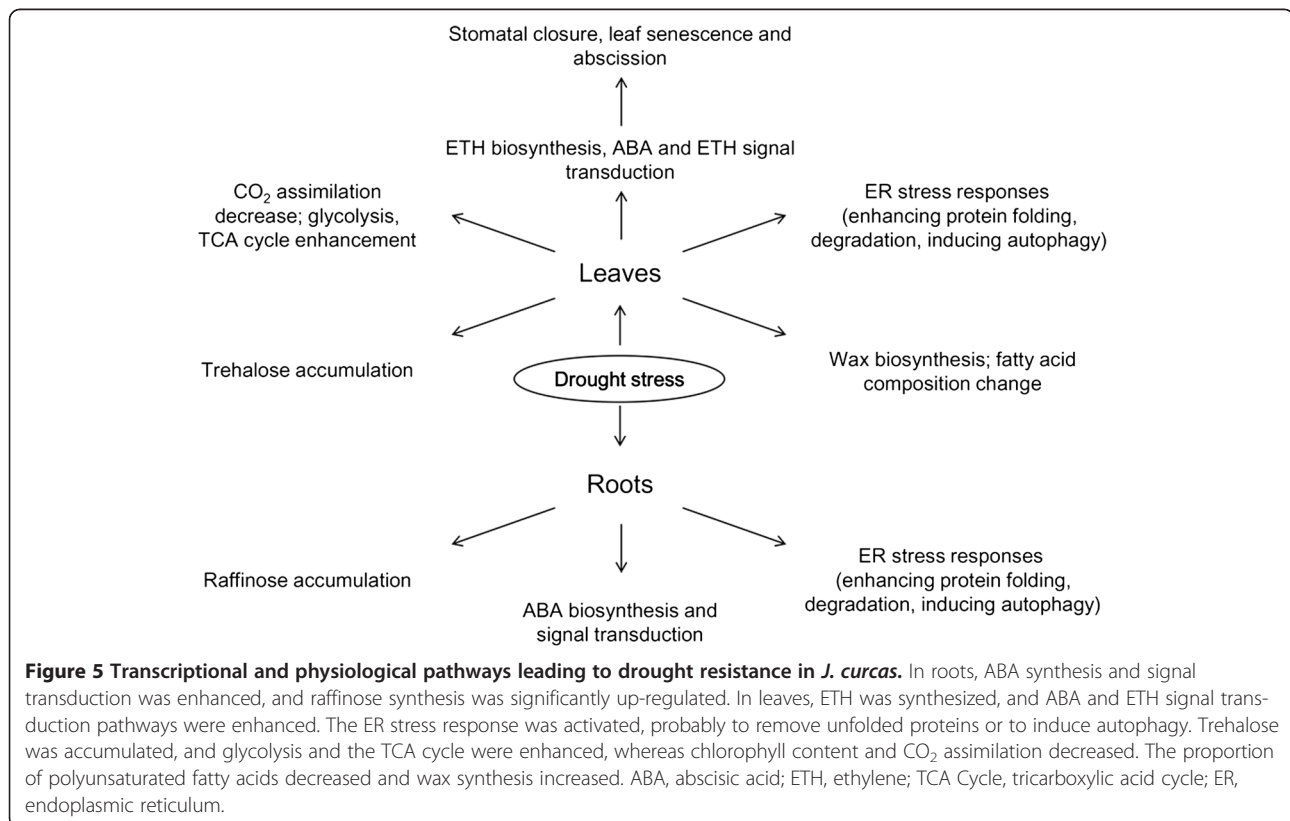 Stomatal closure, leaf senescence and
abscission
ETH biosynthesis, ABA and ETH signal
transduction
CO₂ assimilation
decrease; glycolysis,
TCA cycle enhancement
ER stress responses
(enhancing protein folding,
degradation, inducing autophagy)
Leaves
Trehalose accumulation
Drought stress
Wax biosynthesis; fatty acid
composition change
Roots
Raffinose accumulation
ABA biosynthesis and
signal transduction
ER stress responses
(enhancing protein folding,
degradation, inducing autophagy)
Figure 5 Transcriptional and physiological pathways leading to drought resistance in J. curcas. In roots, ABA synthesis and signal
transduction was enhanced, and raffinose synthesis was significantly up-regulated. In leaves, ETH was synthesized, and ABA and ETH signal trans-
duction pathways were enhanced. The ER stress response was activated, probably to remove unfolded proteins or to induce autophagy. Trehalose
was accumulated, and glycolysis and the TCA cycle were enhanced, whereas chlorophyll content and CO₂ assimilation decreased. The proportion
of polyunsaturated fatty acids decreased and wax synthesis increased. ABA, abscisic acid; ETH, ethylene; TCA Cycle, tricarboxylic acid cycle; ER,
endoplasmic reticulum.